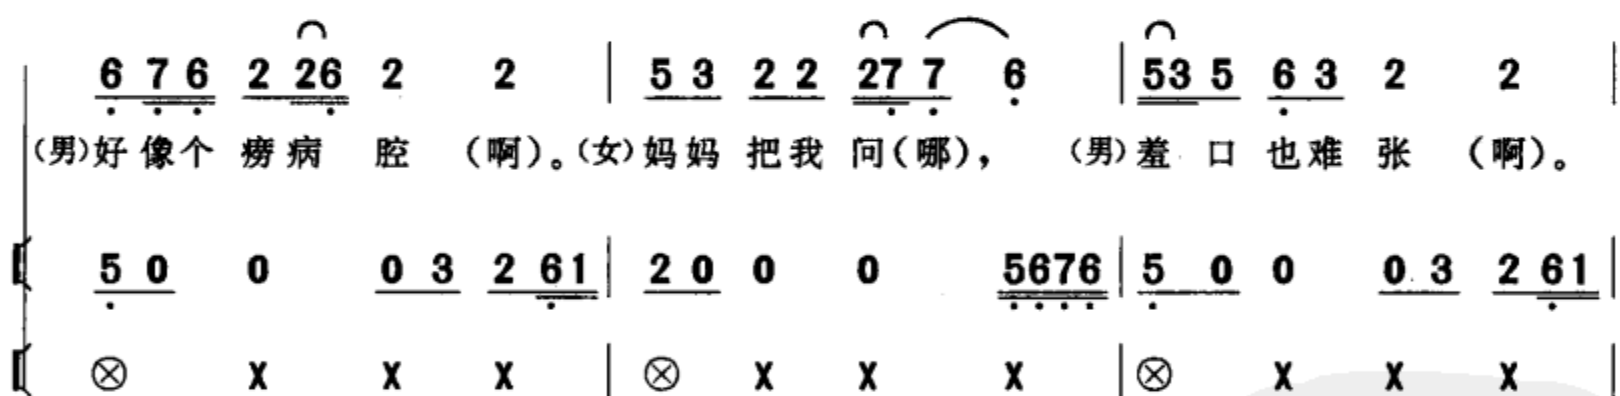 6 7 6 2 26 2 2 | 5 3 2 2 27 7 6 | 53 5 6 3 2 2 |
(男)好像个 痨病 腔 (啊)。(女)妈妈 把我 问(哪), (男)羞 口 也难 张 (啊)。
5 0 0 0 3 2 61 | 2 0 0 0 5676 | 5 0 0 0 3 2 61 |
⊗ X X X | ⊗ X X X | ⊗ X X X |